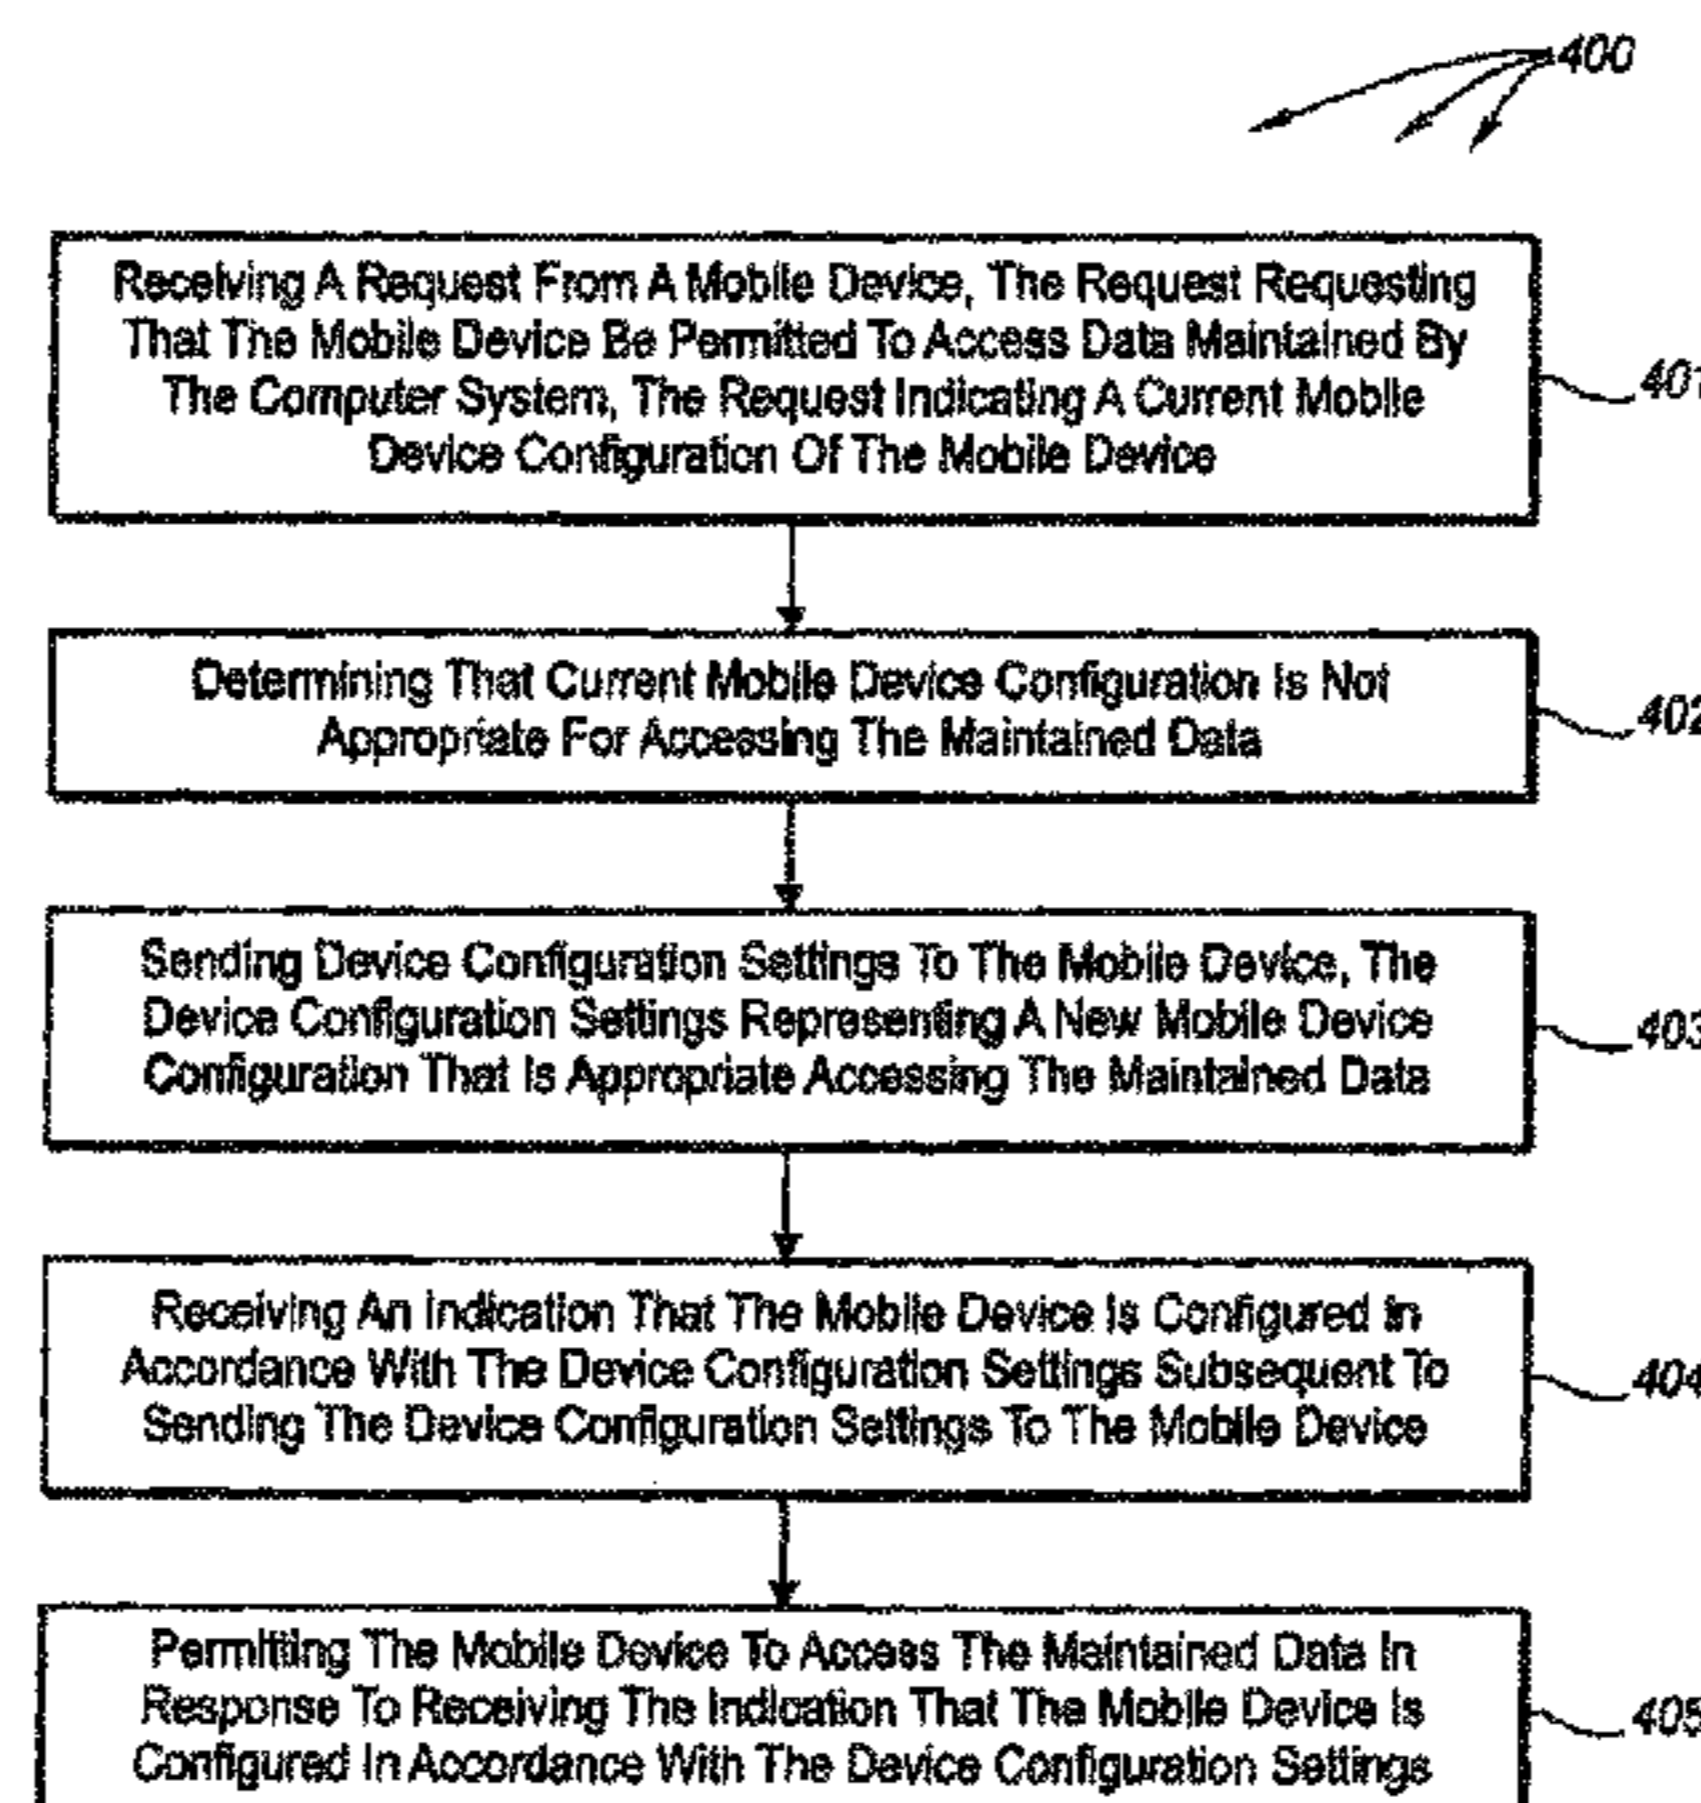 400
Receiving A Request From A Mobile Device, The Request Requesting
That The Mobile Device Be Permitted To Access Data Maintained By
The Computer System, The Request Indicating A Current Mobile
Device Configuration Of The Mobile Device
401
Determining That Current Mobile Device Configuration Is Not
Appropriate For Accessing The Maintained Data
402
Sending Device Configuration Settings To The Mobile Device, The
Device Configuration Settings Representing A New Mobile Device
Configuration That Is Appropriate Accessing The Maintained Data
403
Receiving An Indication That The Mobile Device Is Configured In
Accordance With The Device Configuration Settings Subsequent To
Sending The Device Configuration Settings To The Mobile Device
404
Permitting The Mobile Device To Access The Maintained Data In
Response To Receiving The Indication That The Mobile Device Is
Configured In Accordance With The Device Configuration Settings
405